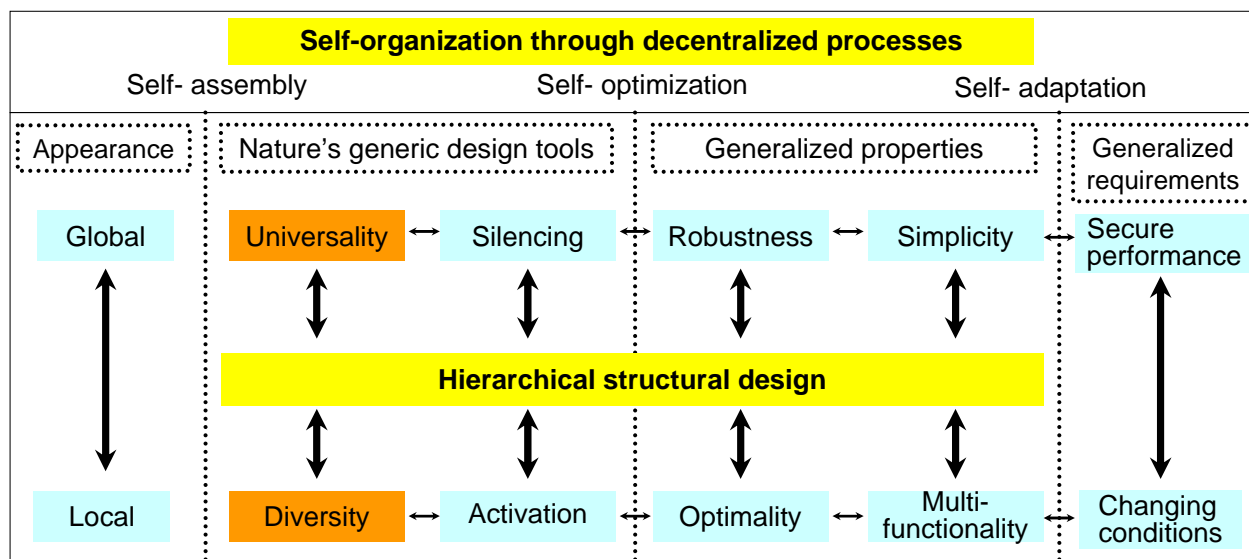 Self-organization through decentralized processes
Self- assembly
Self- optimization
Self- adaptation
Appearance
Nature's generic design tools
Generalized properties
Generalized
requirements
Global
Universality
Silencing
Robustness
Simplicity
Secure
performance
Hierarchical structural design
Local
Diversity
Activation
Optimality
Multi-
functionality
Changing
conditions